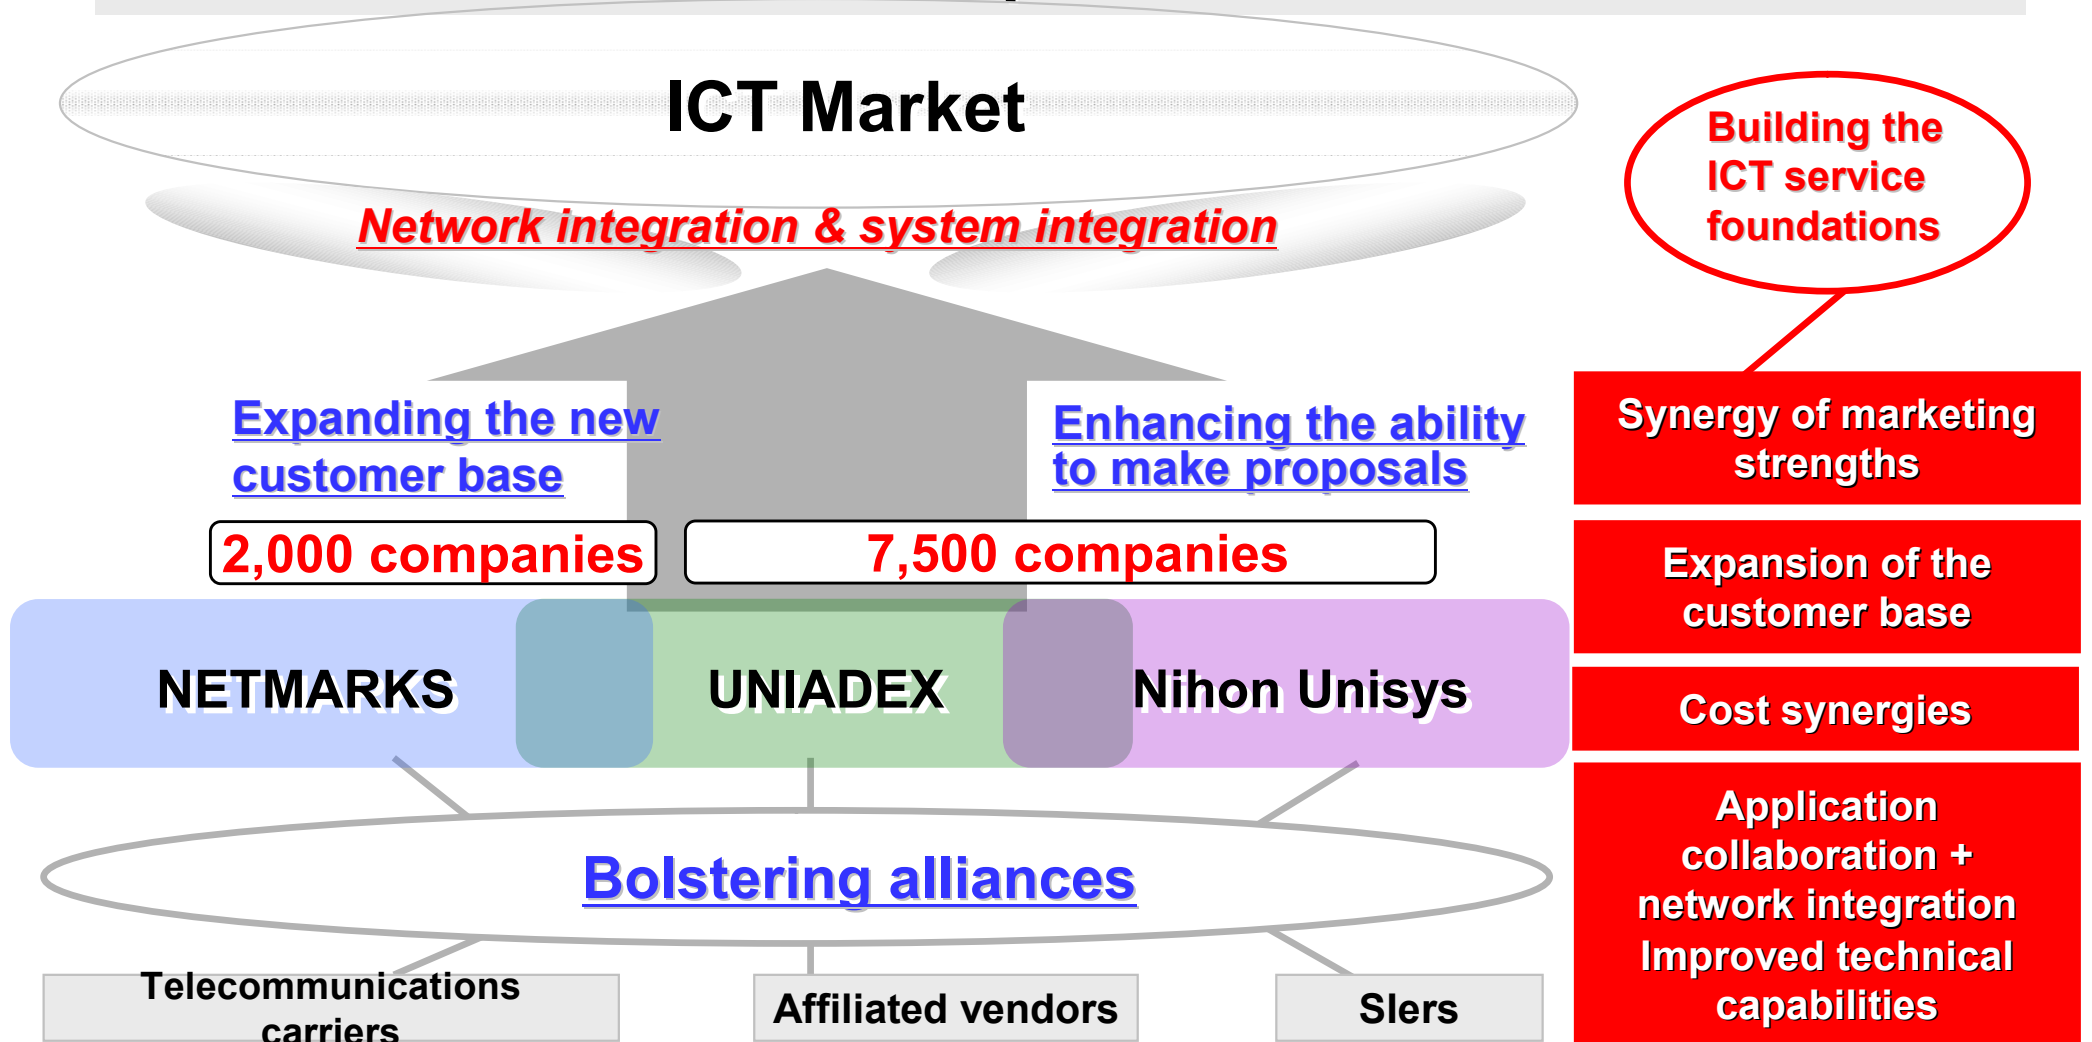 ICT Market
Network integration & system integration
Building the
ICT service
foundations
Expanding the new
customer base
Enhancing the ability
to make proposals
2,000 companies
7,500 companies
NETMARKS
UNIADEX
Nihon Unisys
Bolstering alliances
Telecommunications
carriers
Affiliated vendors
SIers
Synergy of marketing
strengths
Expansion of the
customer base
Cost synergies
Application
collaboration +
network integration
Improved technical
capabilities